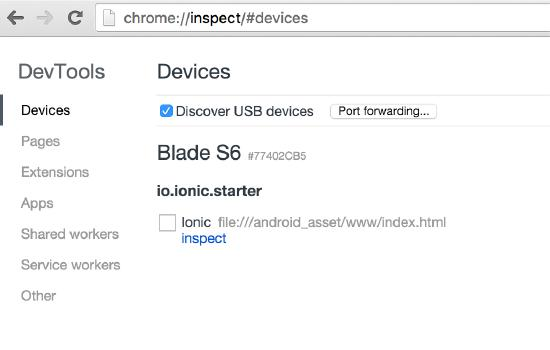 chrome://inspect/#devices
DevTools
Devices
Pages
Extensions
Apps
Shared workers
Service workers
Other
Devices
Discover USB devices Port forwarding...
Blade S6 #77402CB5
io.ionic.starter
Ionic file:///android_asset/www/index.html
inspect